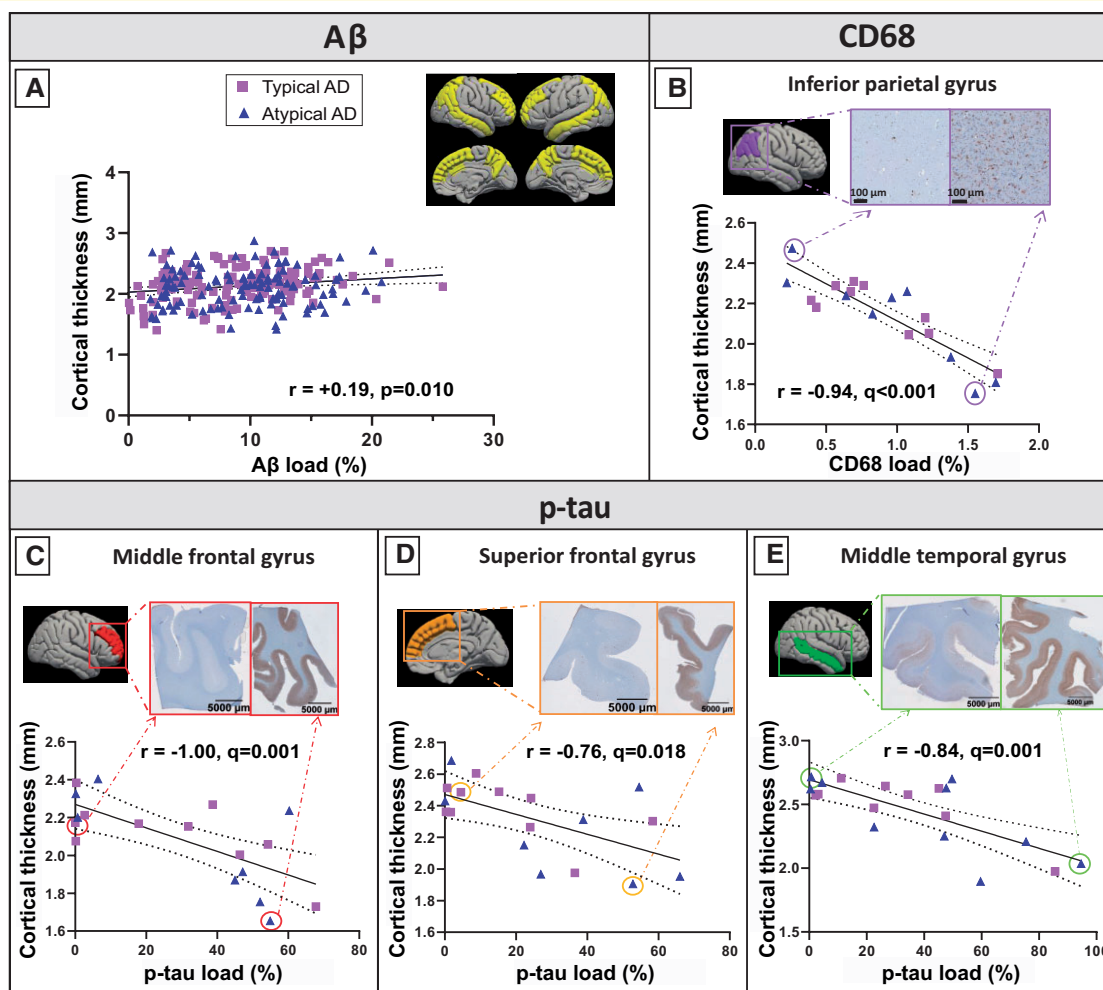 Aβ
CD68
A
Typical AD
Atypical AD
Cortical thickness (mm)
4
3
2
1
0
r = +0.19, p=0.010
0 10 20 30
Aβ load (%)
B
Inferior parietal gyrus
100 µm
100 µm
Cortical thickness (mm)
2.6
2.4
2.2
2.0
1.8
1.6
r = -0.94, q<0.001
0.0 0.5 1.0 1.5 2.0
CD68 load (%)
p-tau
C
Middle frontal gyrus
5000 µm
5000 µm
r = -1.00, q=0.001
Cortical thickness (mm)
2.6
2.4
2.2
2.0
1.8
1.6
0 20 40 60 80
p-tau load (%)
D
Superior frontal gyrus
5000 µm
5000 µm
r = -0.76, q=0.018
Cortical thickness (mm)
2.8
2.6
2.4
2.2
2.0
1.8
1.6
0 20 40 60 80
p-tau load (%)
E
Middle temporal gyrus
5000 µm
5000 µm
r = -0.84, q=0.001
Cortical thickness (mm)
3.0
2.5
2.0
1.5
0 20 40 60 80 100
p-tau load (%)